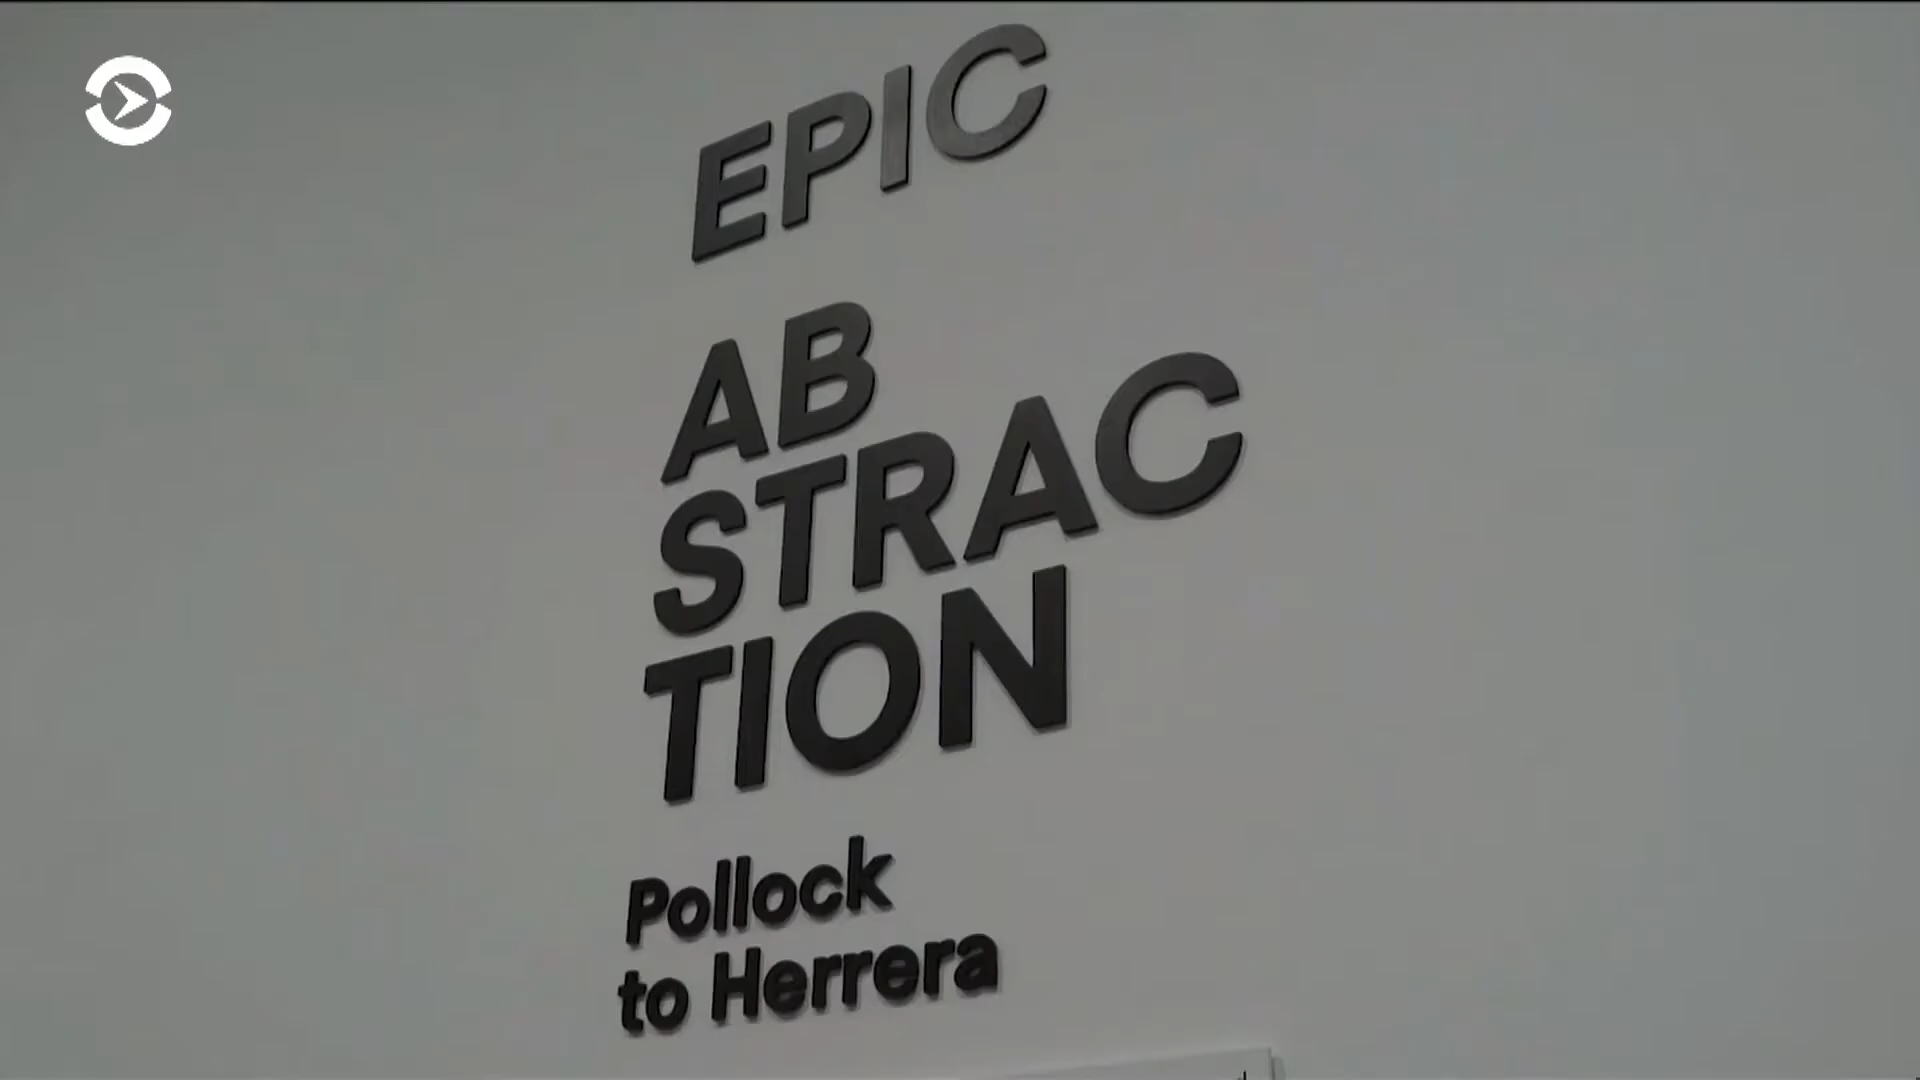 EPIC
AB
STRAC
TION
Pollock
to Herrera